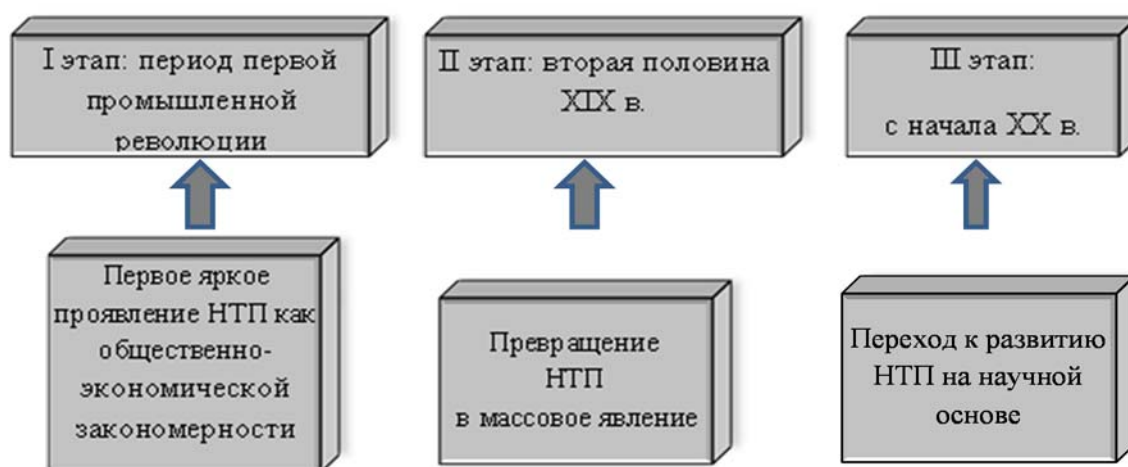 I этап: период первой
промышленной
революции
II этап: вторая половина
XIX в.
III этап:
с начала XX в.
Первое яркое
проявление НТП как
общественно-
экономической
закономерности
Превращение
НТП
в массовое явление
Переход к развитию
НТП на научной
основе